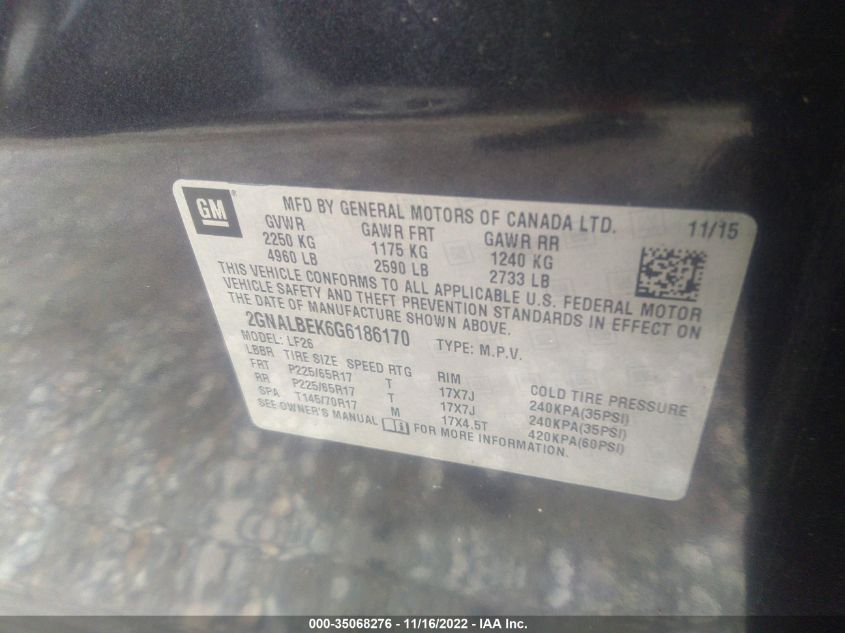 GM
®
MFD BY GENERAL MOTORS OF CANADA LTD. 11/15
GVWR GAWR FRT GAWR RR
2250 KG 1175 KG 1240 KG
4960 LB 2590 LB 2733 LB
THIS VEHICLE CONFORMS TO ALL APPLICABLE U.S. FEDERAL MOTOR
VEHICLE SAFETY AND THEFT PREVENTION STANDARDS IN EFFECT ON
THE DATE OF MANUFACTURE SHOWN ABOVE.
2GNALBEK6G6186170 TYPE: M.P.V.
MODEL: LF26
LBBR TIRE SIZE SPEED RTG RIM COLD TIRE PRESSURE
FRT P225/65R17 T 17X7J 240KPA(35PSI)
RR P225/65R17 T 17X7J 240KPA(35PSI)
SPA T145/70R17 M 17X4.5T 420KPA(60PSI)
SEE OWNER'S MANUAL FOR MORE INFORMATION.
000-35068276 - 11/16/2022 - IAA Inc.